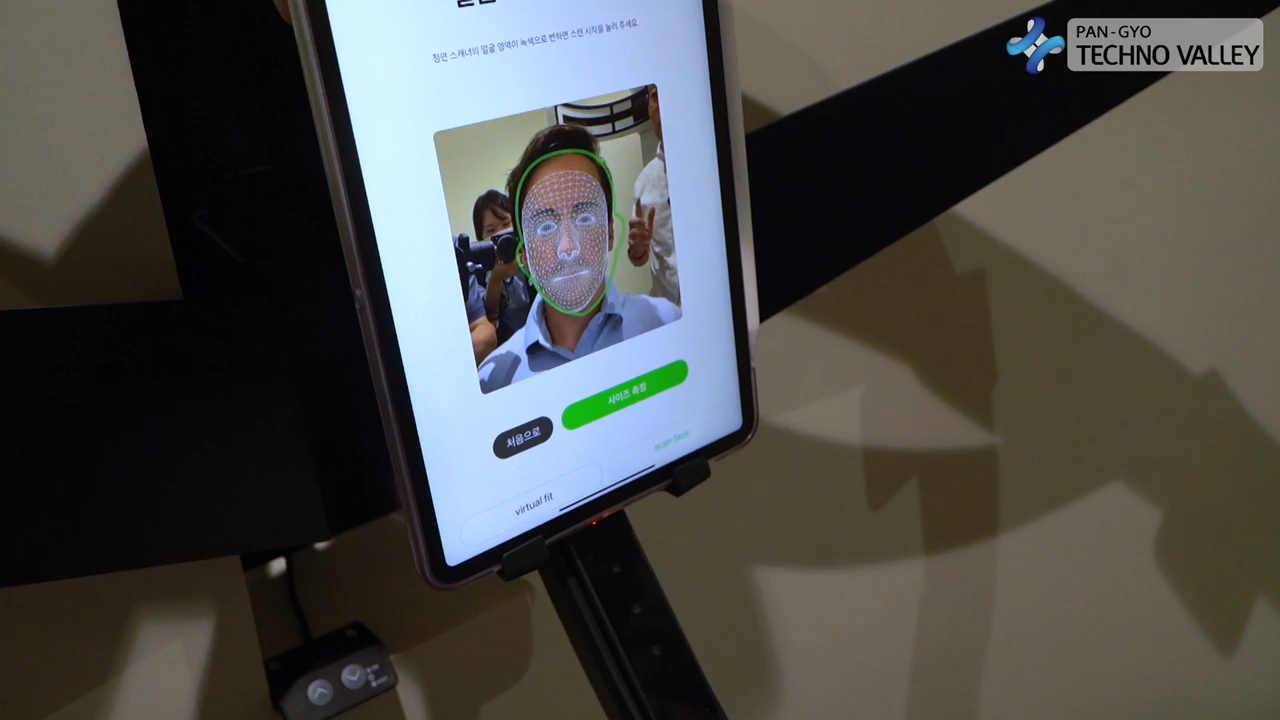 PAN-GYO
TECHNO VALLEY
정면 스캐너의 얼굴 영역이 녹색으로 변하면 스캔 시작을 눌러 주세요.
사이즈 측정
처음으로
scan face
virtual fit